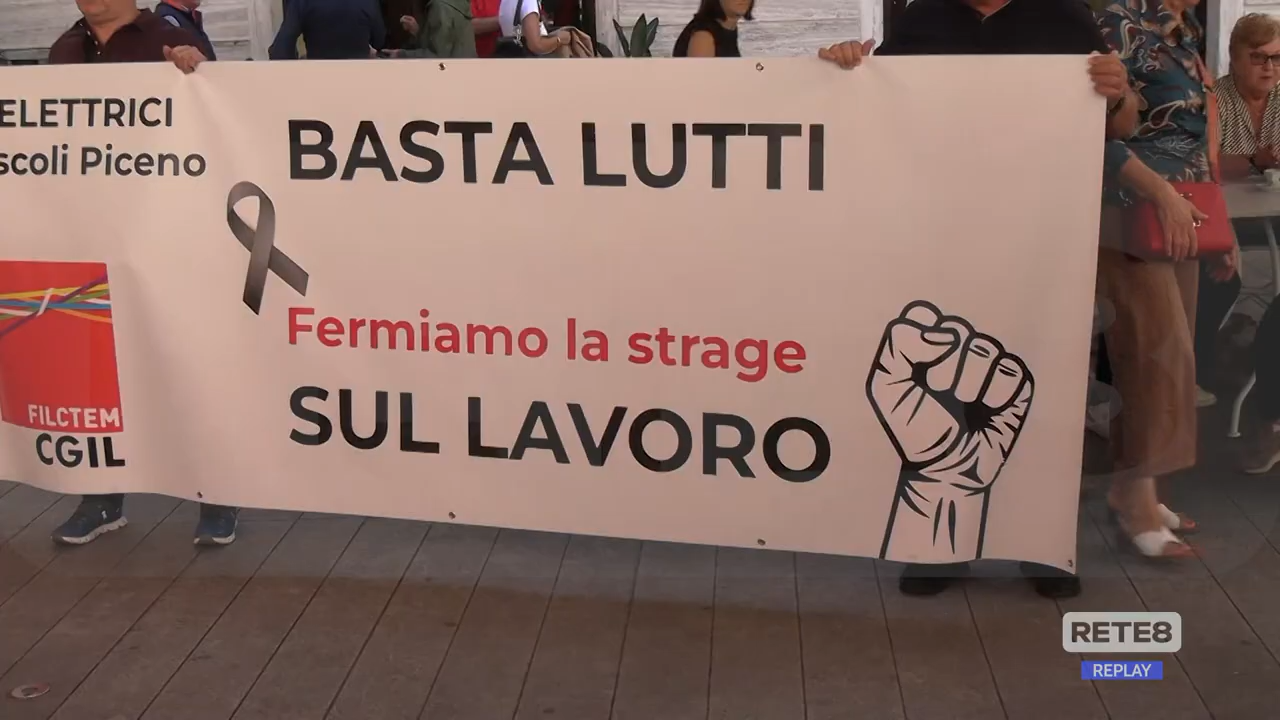 ELETTRICI
scoli Piceno
BASTA LUTTI
Fermiamo la strage
SUL LAVORO
FILCTEM
CGIL
RETE8
REPLAY